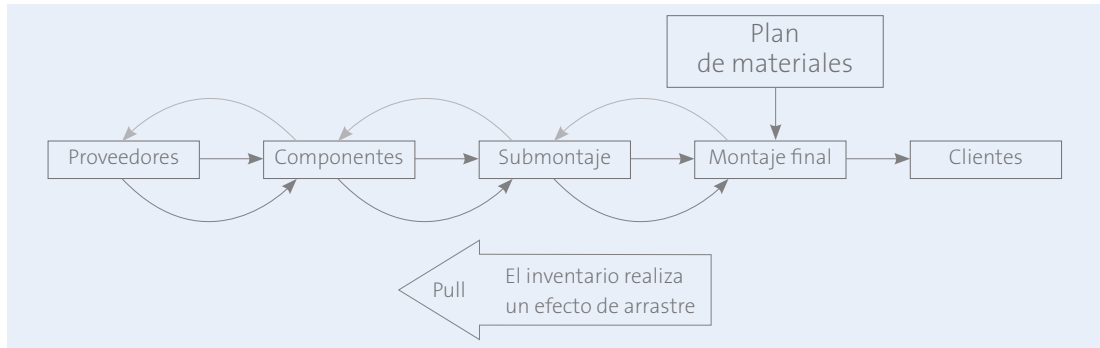 Plan
de materiales
Proveedores
Componentes
Submontaje
Montaje final
Clientes
Pull
El inventario realiza
un efecto de arrastre